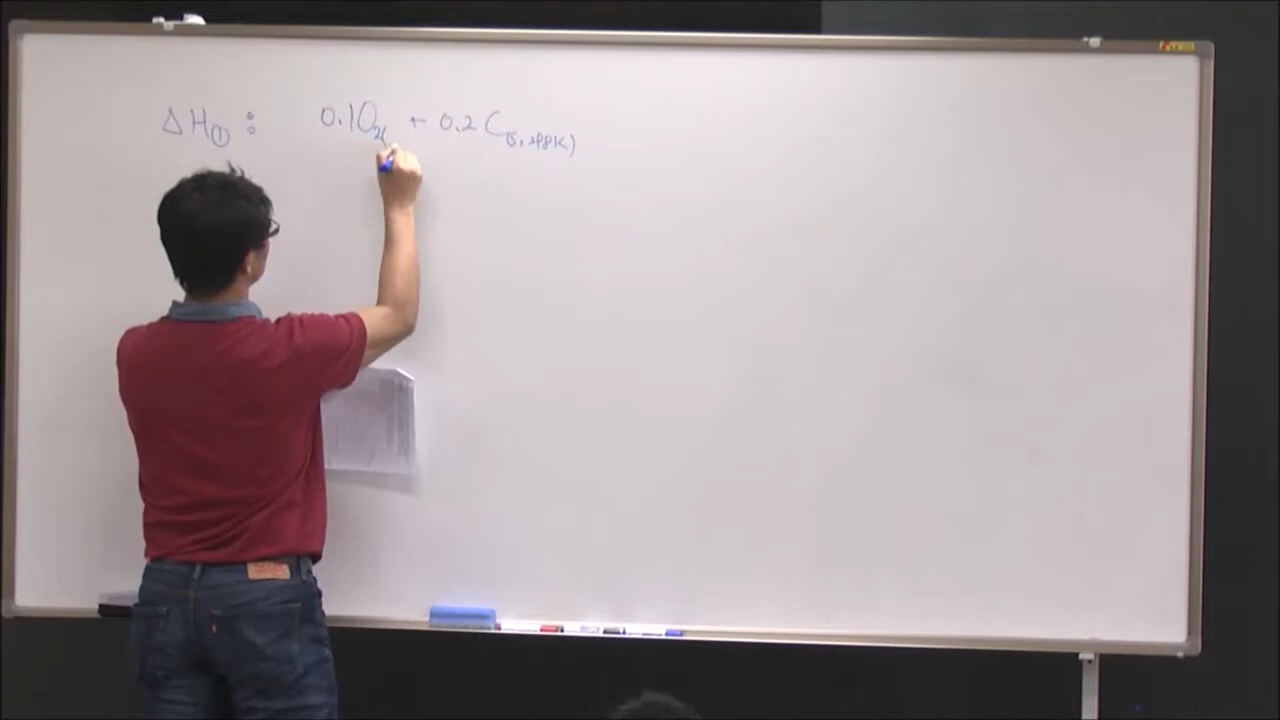 ΔH① : 0.1O₂₍ + 0.2 C₍s, 298K₎